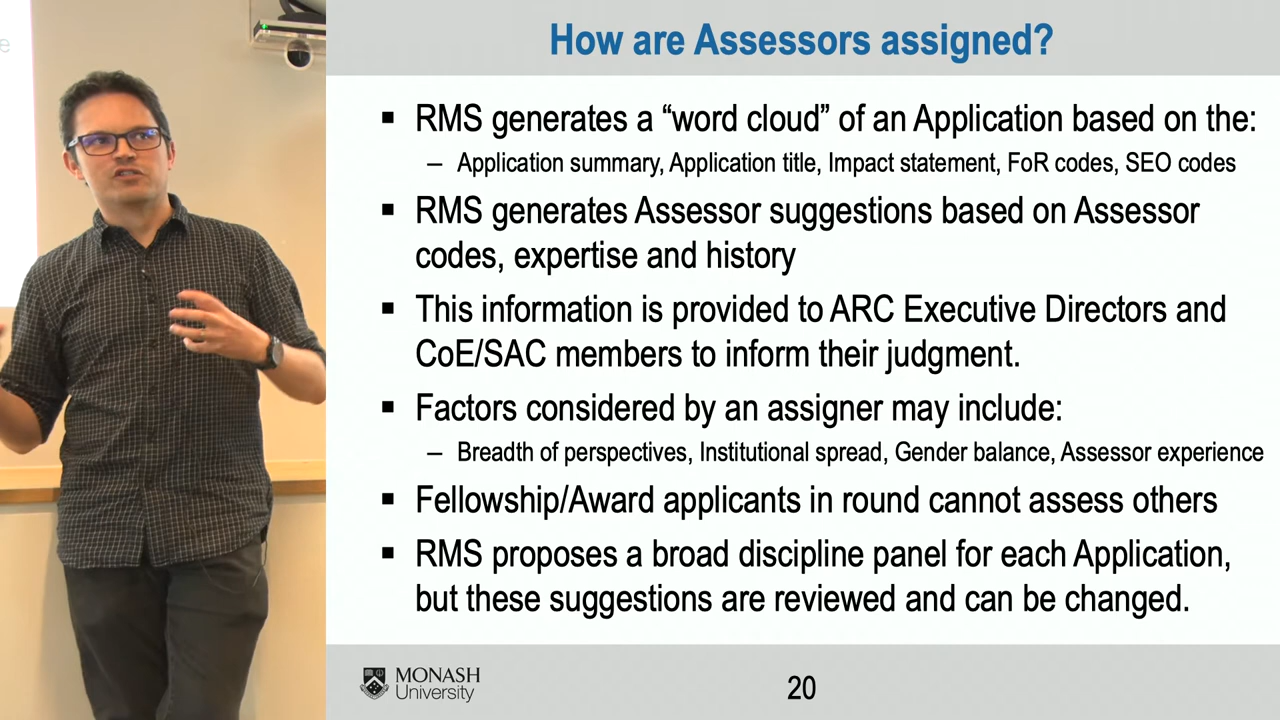 How are Assessors assigned?
▪ RMS generates a “word cloud” of an Application based on the:
– Application summary, Application title, Impact statement, FoR codes, SEO codes
▪ RMS generates Assessor suggestions based on Assessor
codes, expertise and history
▪ This information is provided to ARC Executive Directors and
CoE/SAC members to inform their judgment.
▪ Factors considered by an assigner may include:
– Breadth of perspectives, Institutional spread, Gender balance, Assessor experience
▪ Fellowship/Award applicants in round cannot assess others
▪ RMS proposes a broad discipline panel for each Application,
but these suggestions are reviewed and can be changed.
MONASH
University
20